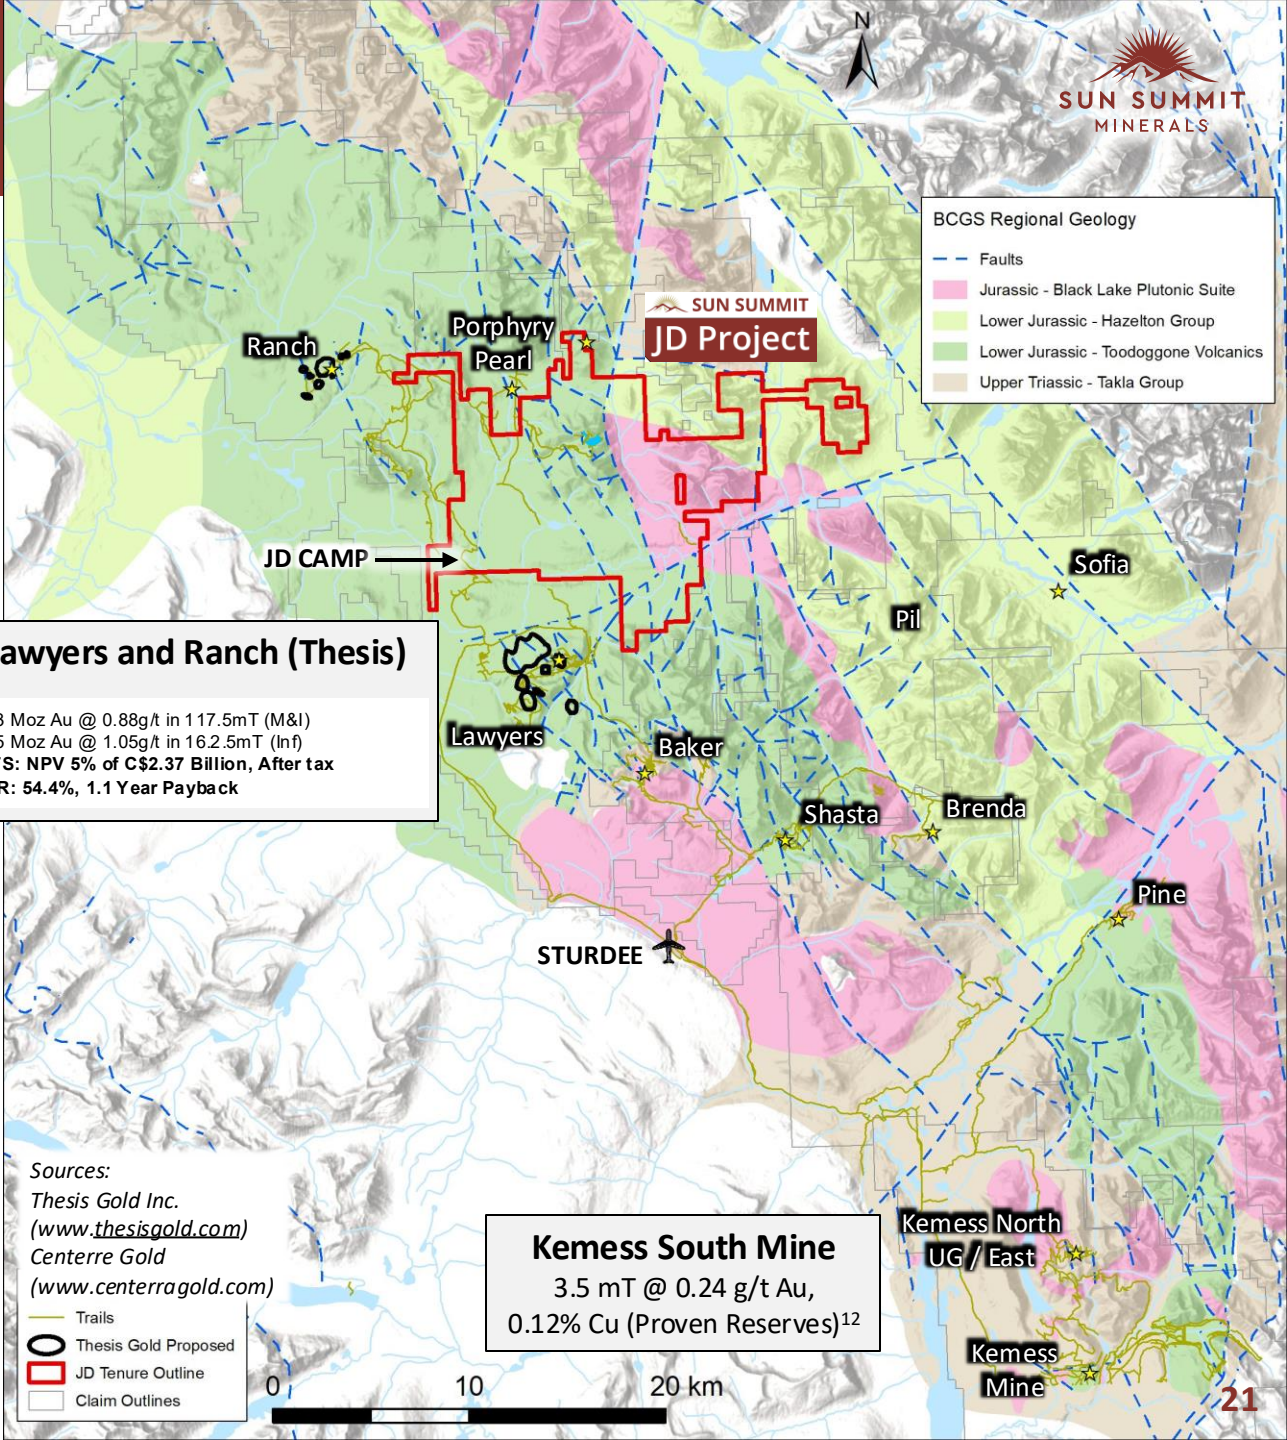 N
SUN SUMMIT
MINERALS
BCGS Regional Geology
Faults
Jurassic - Black Lake Plutonic Suite
Lower Jurassic - Hazelton Group
Lower Jurassic - Toodoggone Volcanics
Upper Triassic - Takla Group
SUN SUMMIT
JD Project
Porphyry
Pearl
Ranch
JD CAMP
Sofia
Pil
awyers and Ranch (Thesis)
Moz Au @ 0.88g/t in 117.5mT (M&I)
Moz Au @ 1.05g/t in 16.2.5mT (Inf)
S: NPV 5% of C$2.37 Billion, After tax
R: 54.4%, 1.1 Year Payback
Lawyers
Baker
Shasta
Brenda
Pine
STURDEE
Sources:
Thesis Gold Inc.
(www.thesisgold.com)
Centerre Gold
(www.centerragold.com)
Trails
Thesis Gold Proposed
JD Tenure Outline
Claim Outlines
Kemess South Mine
3.5 mT @ 0.24 g/t Au,
0.12% Cu (Proven Reserves)12
Kemess North
UG / East
Kemess
Mine
0 10 20 km
21